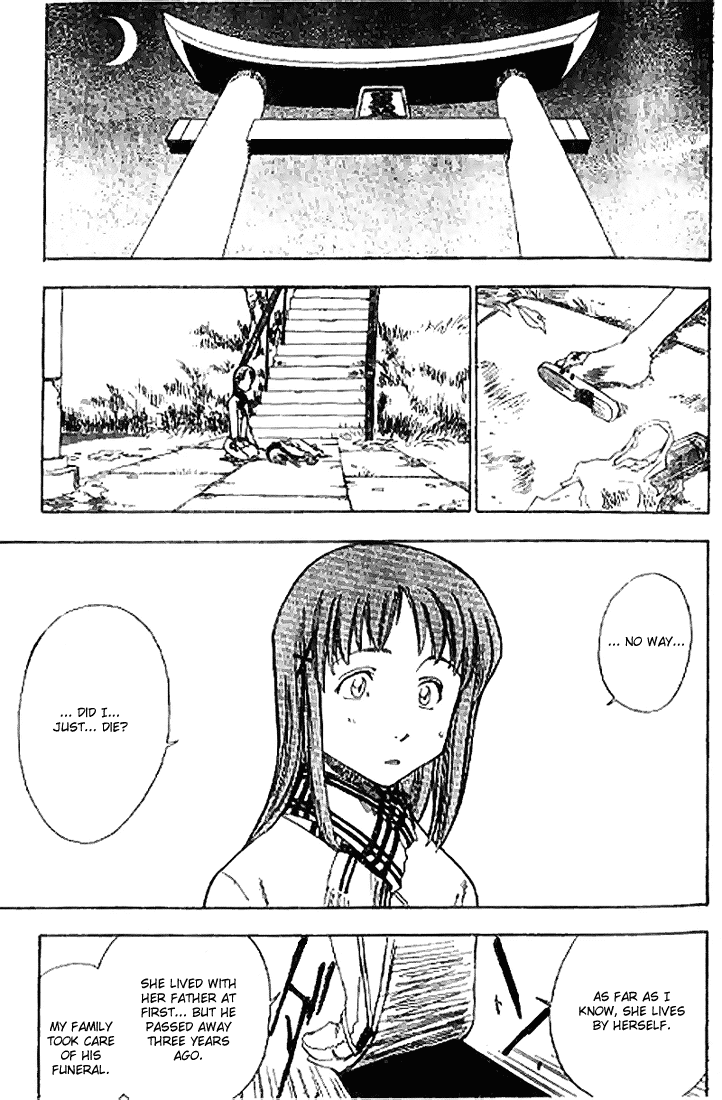 ... NO WAY...
... DID I...
JUST... DIE?
AS FAR AS I
KNOW, SHE LIVES
BY HERSELF.
SHE LIVED WITH
HER FATHER AT
FIRST... BUT HE
PASSED AWAY
THREE YEARS
AGO.
MY FAMILY
TOOK CARE
OF HIS
FUNERAL.